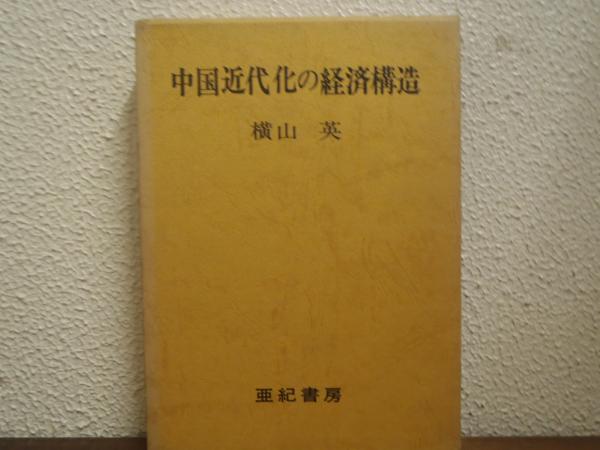 中国近代化の経済構造
横山 英
亜紀書房